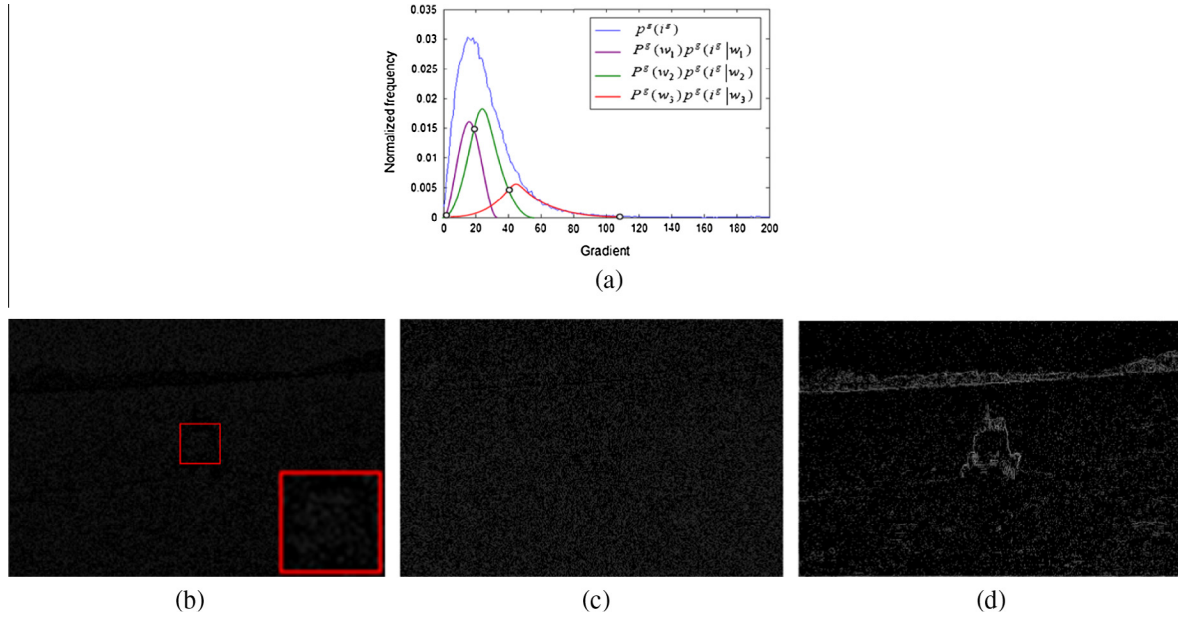 0.035
0.03
0.025
0.02
0.015
0.01
0.005
0
Normalized frequency
p^g(i^g)
P^g(w_1)p^g(i^g|w_1)
P^g(w_2)p^g(i^g|w_2)
P^g(w_3)p^g(i^g|w_3)
0 20 40 60 80 100 120 140 160 180 200
Gradient
(a)
(b) (c) (d)